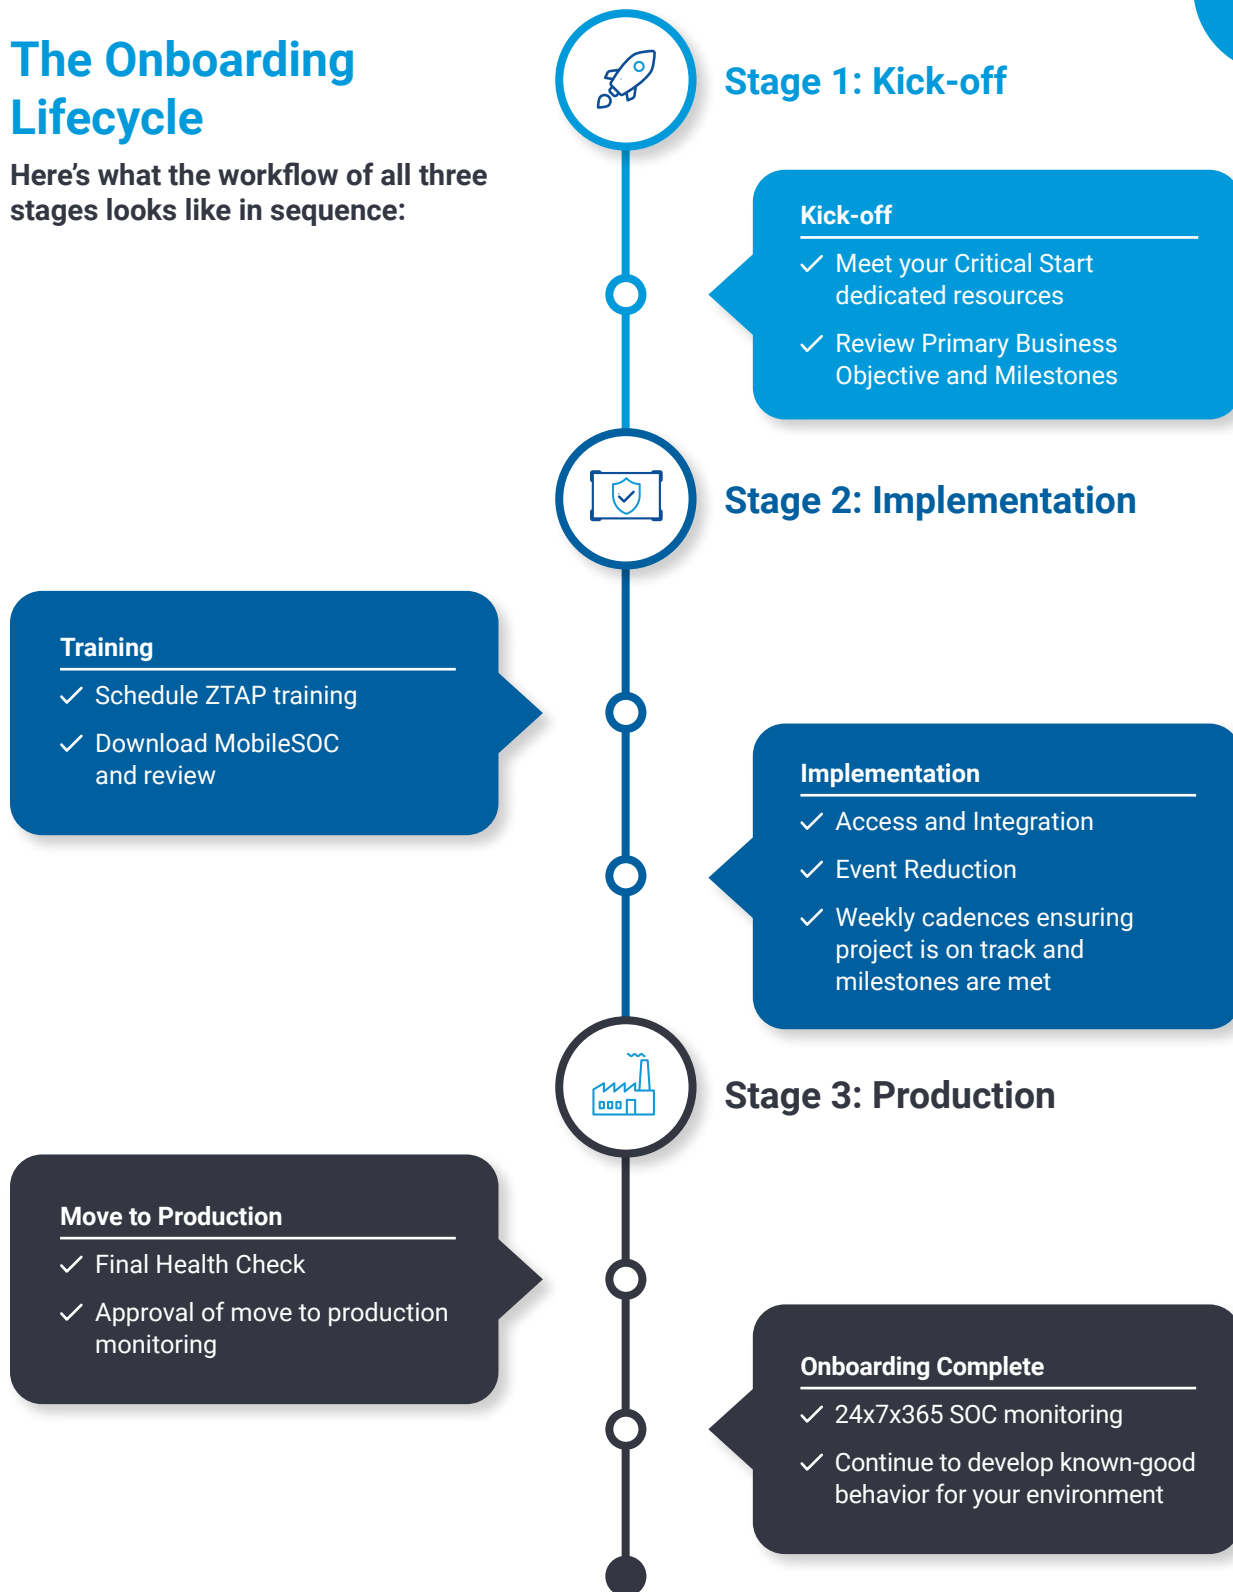 The Onboarding
Lifecycle
Here’s what the workflow of all three
stages looks like in sequence:
Stage 1: Kick-off
Kick-off
Meet your Critical Start
dedicated resources
Review Primary Business
Objective and Milestones
Stage 2: Implementation
Training
Schedule ZTAP training
Download MobileSOC
and review
Implementation
Access and Integration
Event Reduction
Weekly cadences ensuring
project is on track and
milestones are met
Stage 3: Production
Move to Production
Final Health Check
Approval of move to production
monitoring
Onboarding Complete
24x7x365 SOC monitoring
Continue to develop known-good
behavior for your environment